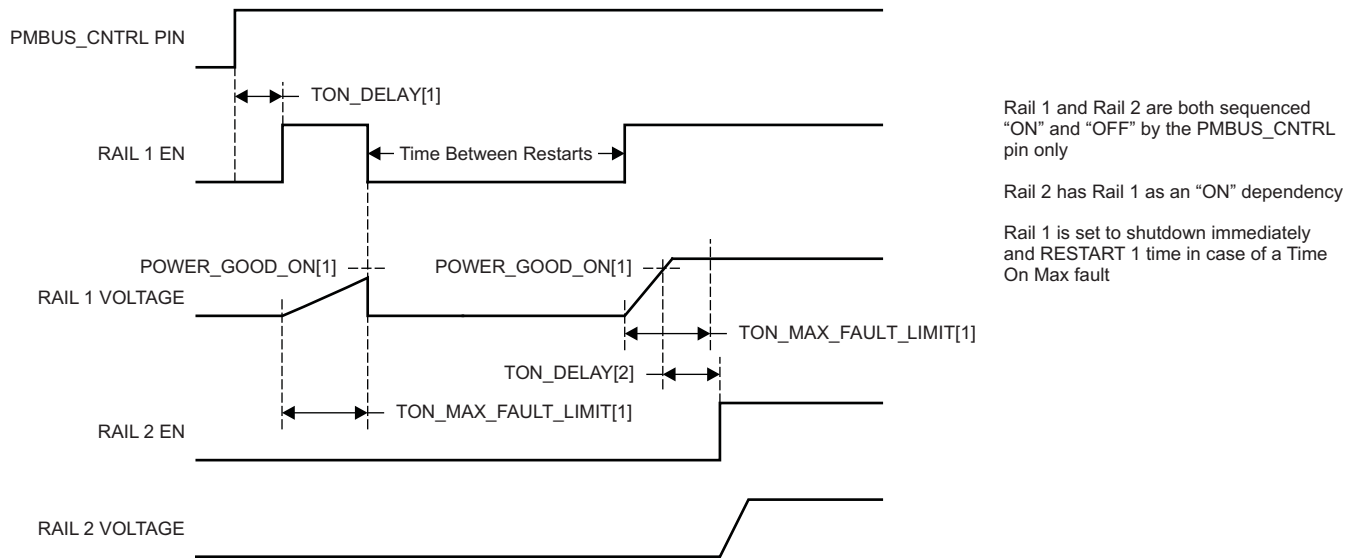 PMBUS_CNTRL PIN
TON_DELAY[1]
RAIL 1 EN
Time Between Restarts
POWER_GOOD_ON[1]
POWER_GOOD_ON[1]
RAIL 1 VOLTAGE
TON_MAX_FAULT_LIMIT[1]
TON_DELAY[2]
TON_MAX_FAULT_LIMIT[1]
RAIL 2 EN
RAIL 2 VOLTAGE
Rail 1 and Rail 2 are both sequenced
“ON” and “OFF” by the PMBUS_CNTRL
pin only
Rail 2 has Rail 1 as an “ON” dependency
Rail 1 is set to shutdown immediately
and RESTART 1 time in case of a Time
On Max fault